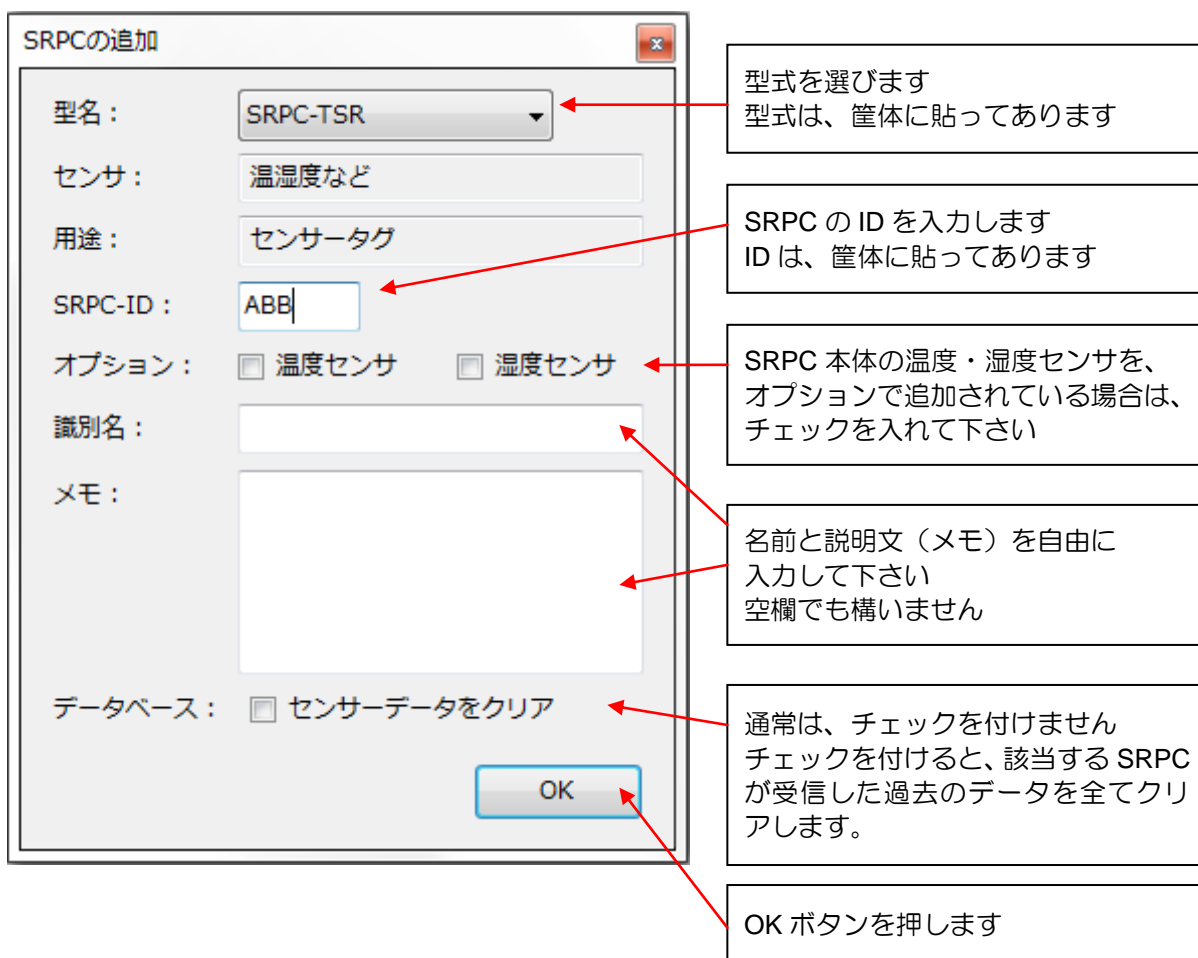 SRPCの追加
型名：
SRPC-TSR
センサ：
温湿度など
用途：
センサータグ
SRPC-ID：
ABB
オプション：
温度センサ
湿度センサ
識別名：
メモ：
データベース：
センサーデータをクリア
OK
型式を選びます
型式は、筐体に貼ってあります
SRPC の ID を入力します
ID は、筐体に貼ってあります
SRPC 本体の温度・湿度センサを、
オプションで追加されている場合は、
チェックを入れて下さい
名前と説明文（メモ）を自由に
入力して下さい
空欄でも構いません
通常は、チェックを付けません
チェックを付けると、該当する SRPC
が受信した過去のデータを全てクリ
アします。
OK ボタンを押します